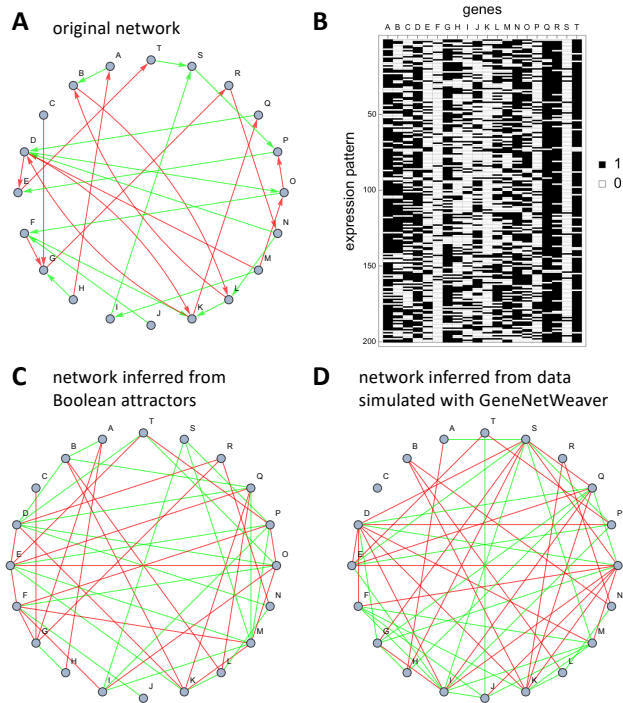 A
original network
T
A
S
B
R
C
Q
D
P
E
O
F
N
G
M
H
L
I
J
K
B
genes
A B C D E F G H I J K L M N O P Q R S T
expression pattern
50
100
150
200
1
0
C
network inferred from
Boolean attractors
T
A
S
B
R
C
Q
D
P
E
O
F
N
G
M
H
L
I
J
K
D
network inferred from data
simulated with GeneNetWeaver
T
A
S
B
R
C
Q
D
P
E
O
F
N
G
M
H
L
I
J
K